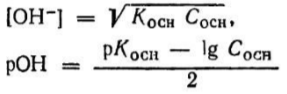 [OH⁻] = √K_осн C_осн,
pOH = (pK_осн — lg C_осн) / 2